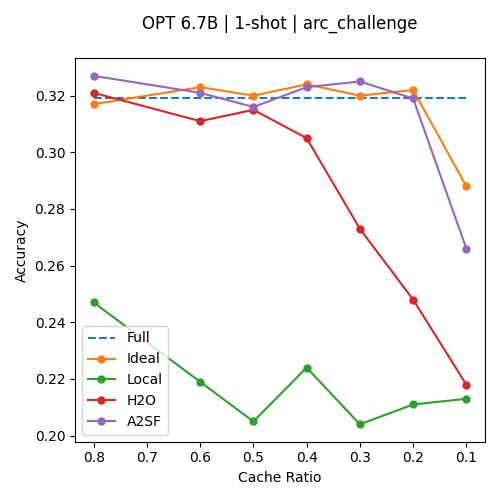 OPT 6.7B | 1-shot | arc_challenge
0.32
0.30
0.28
0.26
0.24
0.22
0.20
Accuracy
Full
Ideal
Local
H2O
A2SF
0.8 0.7 0.6 0.5 0.4 0.3 0.2 0.1
Cache Ratio